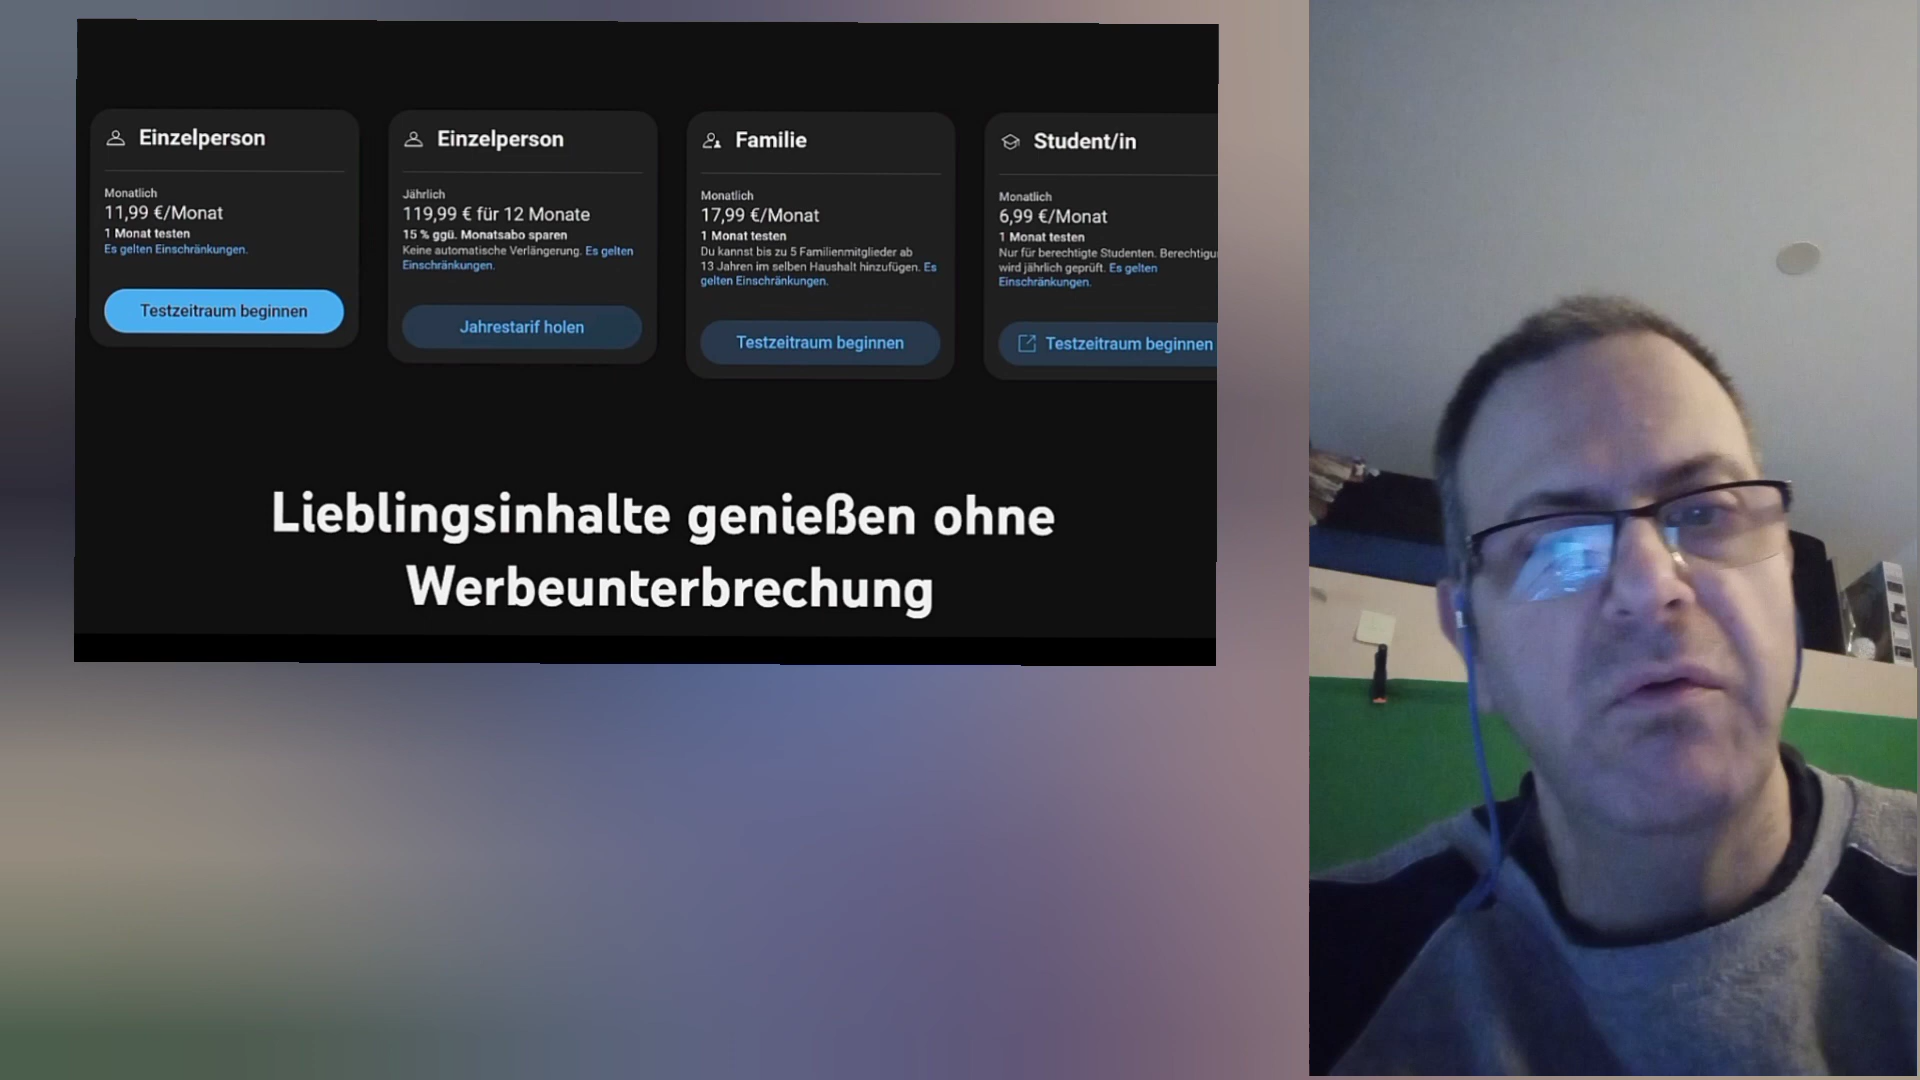 Einzelperson
Monatlich
11,99 €/Monat
1 Monat testen
Es gelten Einschränkungen.
Testzeitraum beginnen
Einzelperson
Jährlich
119,99 € für 12 Monate
15 % ggü. Monatsabo sparen
Keine automatische Verlängerung. Es gelten
Einschränkungen.
Jahrestarif holen
Familie
Monatlich
17,99 €/Monat
1 Monat testen
Du kannst bis zu 5 Familienmitglieder ab
13 Jahren im selben Haushalt hinzufügen. Es
gelten Einschränkungen.
Testzeitraum beginnen
Student/in
Monatlich
6,99 €/Monat
1 Monat testen
Nur für berechtigte Studenten. Berechtigu
wird jährlich geprüft. Es gelten
Einschränkungen.
Testzeitraum beginnen
Lieblingsinhalte genießen ohne
Werbeunterbrechung